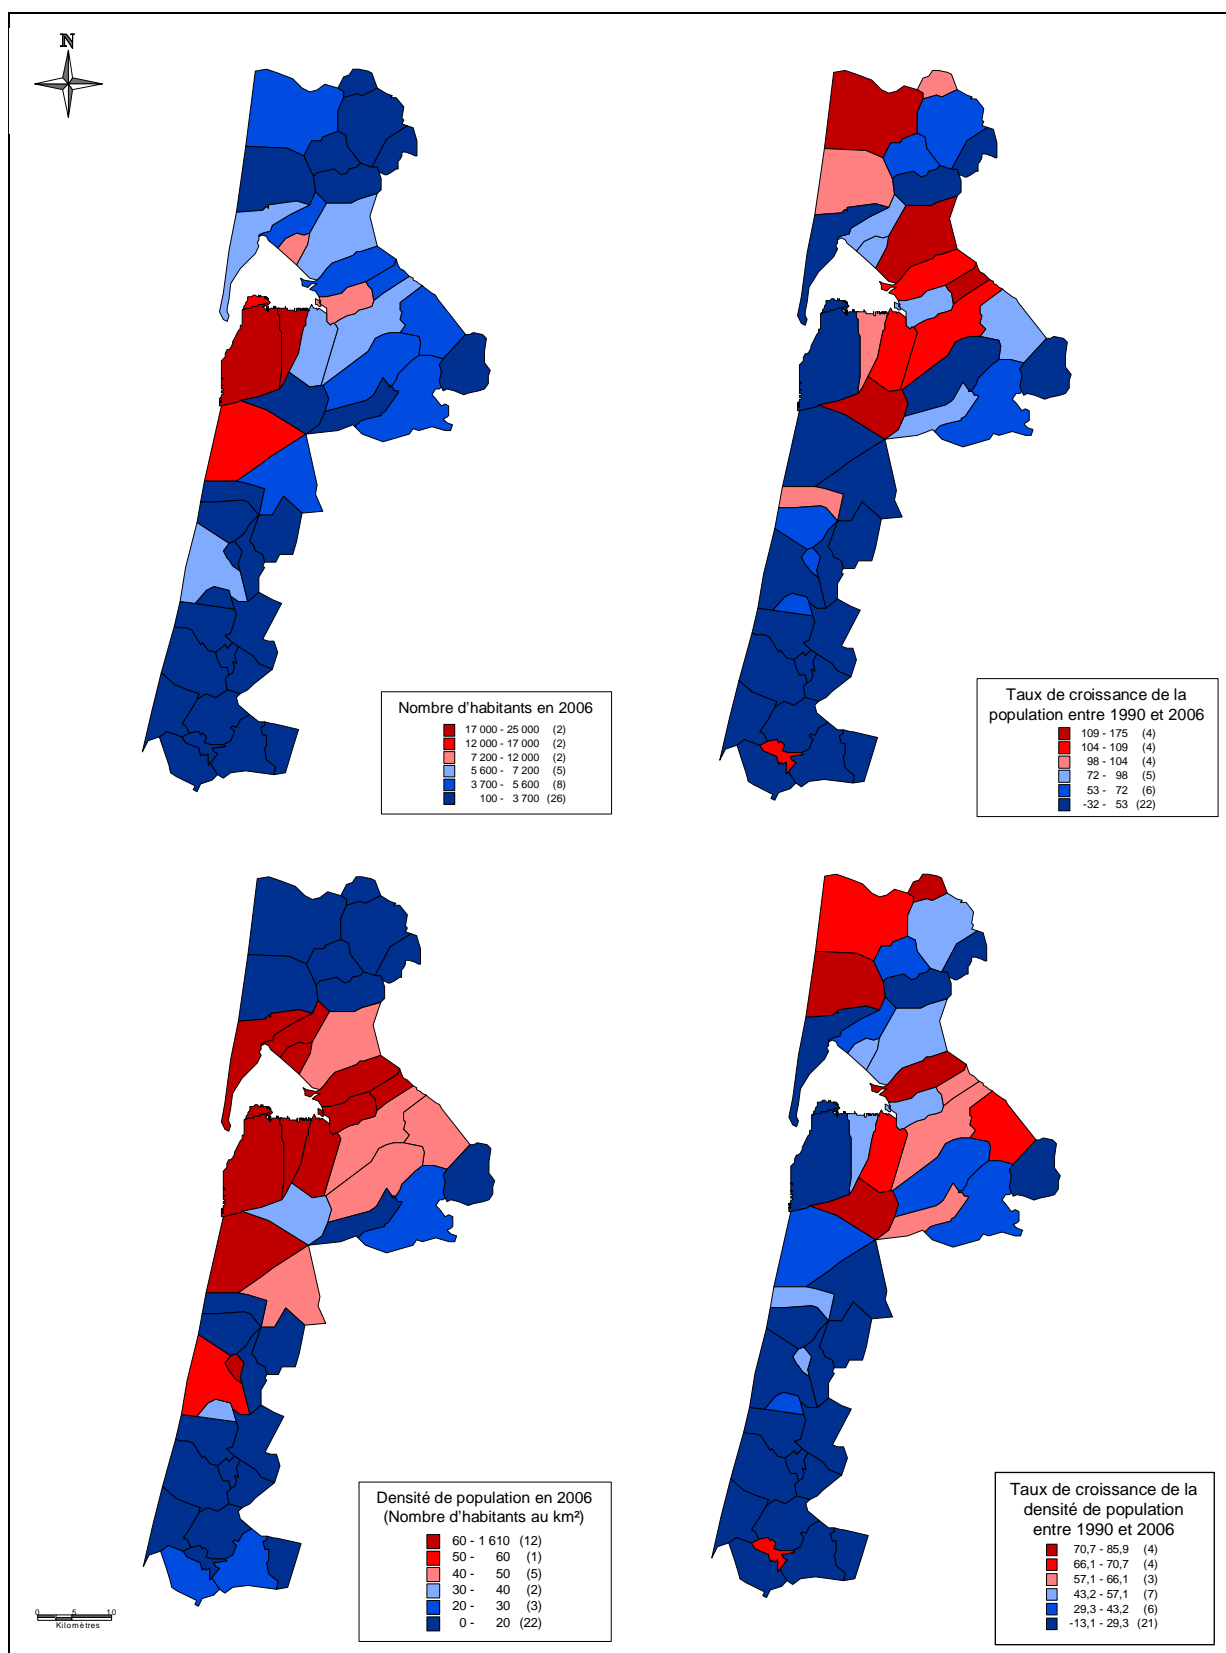 N
Nombre d'habitants en 2006
17 000 - 25 000 (2)
12 000 - 17 000 (2)
7 200 - 12 000 (2)
5 600 - 7 200 (5)
3 700 - 5 600 (8)
100 - 3 700 (26)
Taux de croissance de la
population entre 1990 et 2006
109 - 175 (4)
104 - 109 (4)
98 - 104 (4)
72 - 98 (5)
53 - 72 (6)
-32 - 53 (22)
Densité de population en 2006
(Nombre d'habitants au km²)
60 - 1 610 (12)
50 - 60 (1)
40 - 50 (5)
30 - 40 (2)
20 - 30 (3)
0 - 20 (22)
Taux de croissance de la
densité de population
entre 1990 et 2006
70,7 - 85,9 (4)
66,1 - 70,7 (4)
57,1 - 66,1 (3)
43,2 - 57,1 (7)
29,3 - 43,2 (6)
-13,1 - 29,3 (21)
0 5 10
Kilomètres